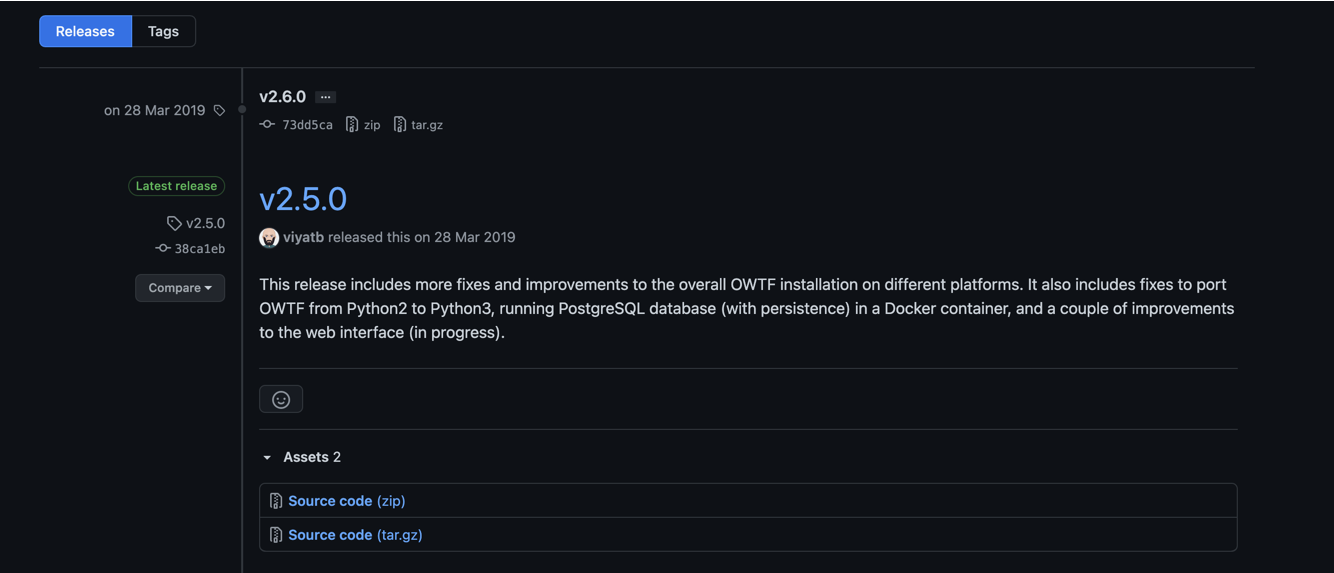 Releases Tags
on 28 Mar 2019
v2.6.0 ...
73dd5ca zip tar.gz
Latest release
v2.5.0
38ca1eb
Compare
v2.5.0
viyatb released this on 28 Mar 2019
This release includes more fixes and improvements to the overall OWTF installation on different platforms. It also includes fixes to port
OWTF from Python2 to Python3, running PostgreSQL database (with persistence) in a Docker container, and a couple of improvements
to the web interface (in progress).
Assets 2
Source code (zip)
Source code (tar.gz)